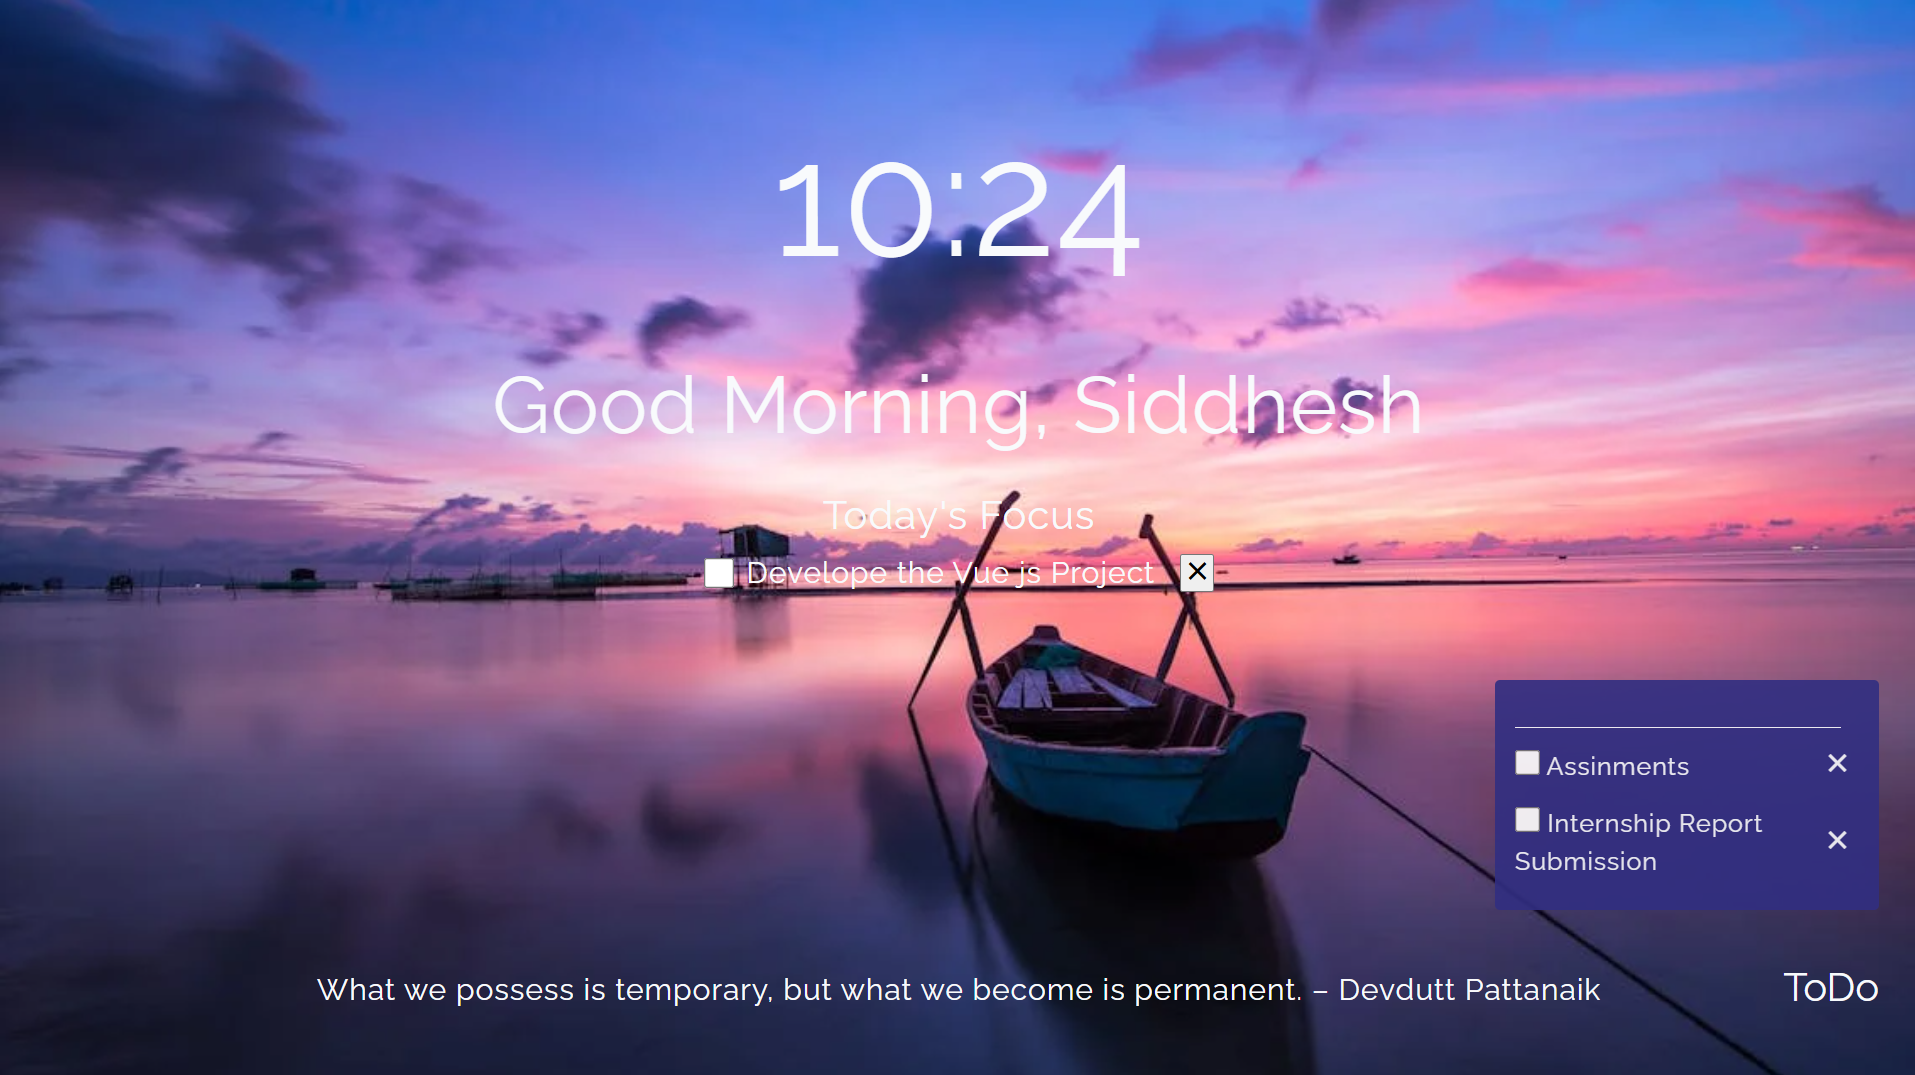 10:24
Good Morning, Siddhesh
Today's Focus
Develope the Vue js Project
Assinments
Internship Report
Submission
What we possess is temporary, but what we become is permanent. – Devdutt Pattanaik
ToDo